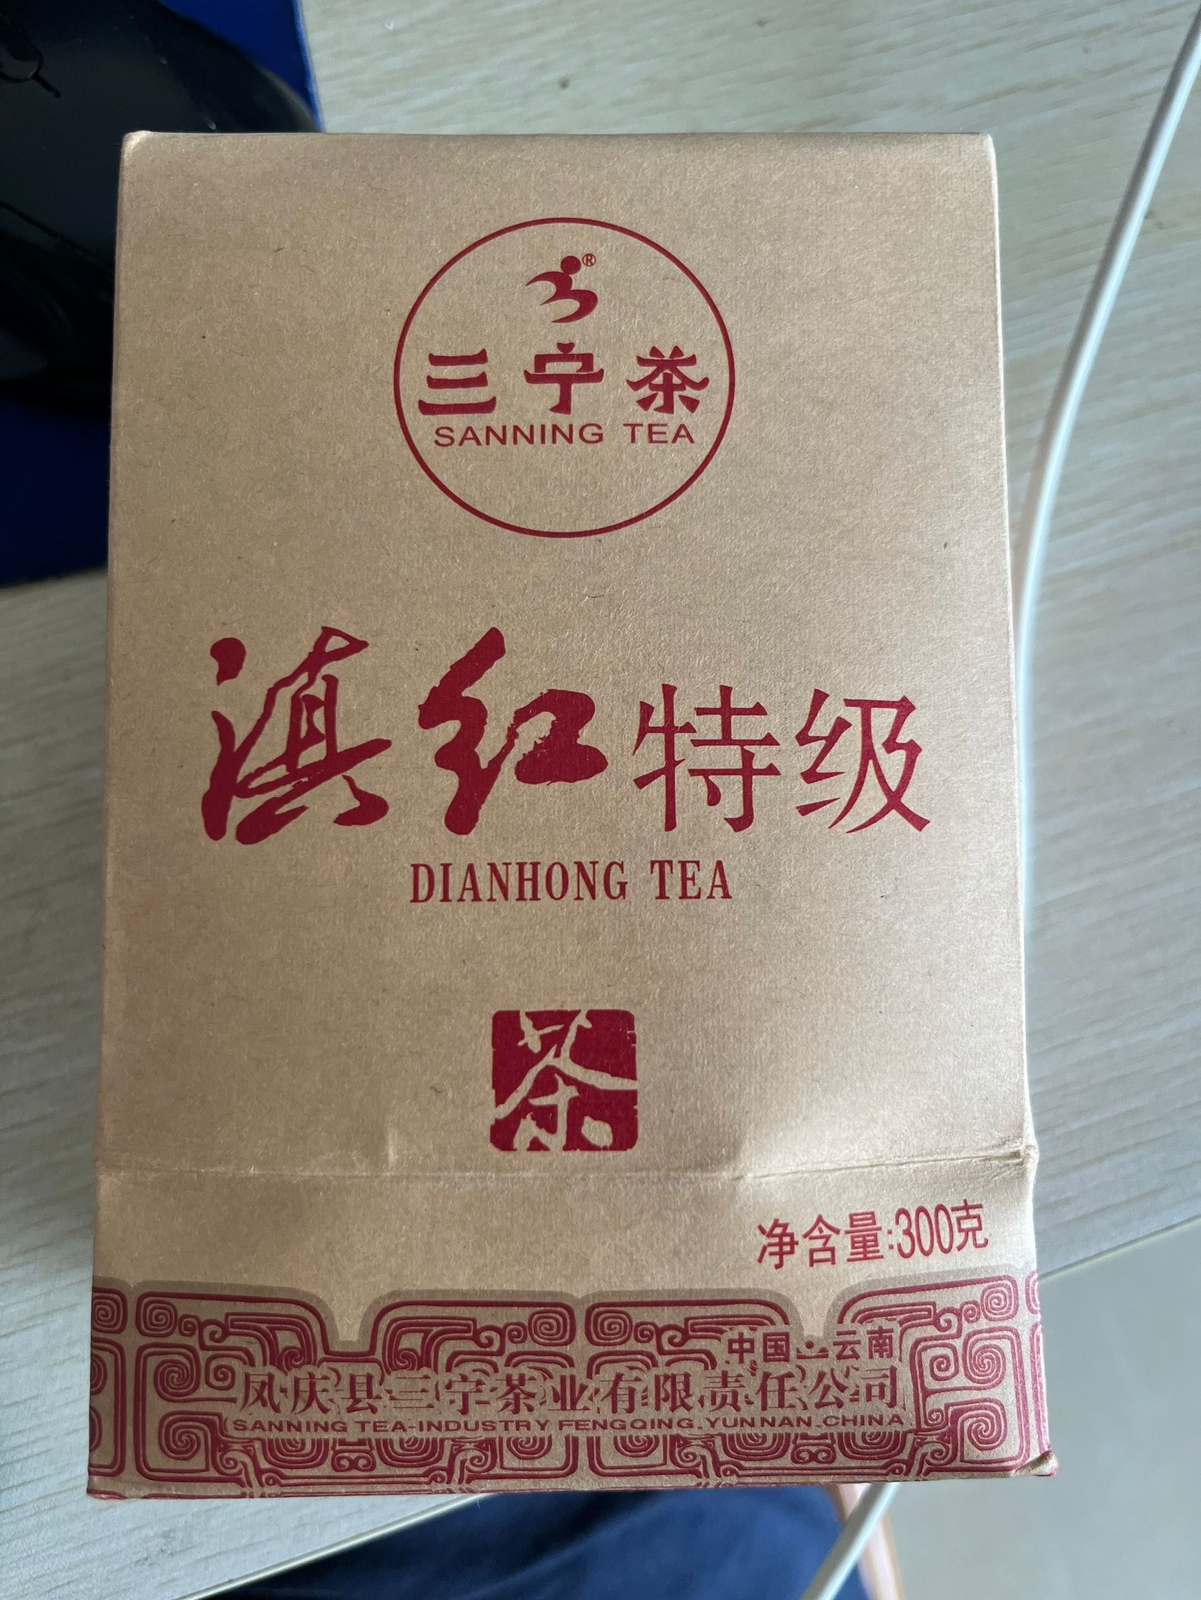 ®
三宁茶
SANNING TEA
滇红特级
DIANHONG TEA
茶
净含量:300克
中国·云南
凤庆县三宁茶业有限责任公司
SANNING TEA-INDUSTRY FENGQING.YUNNAN.CHINA